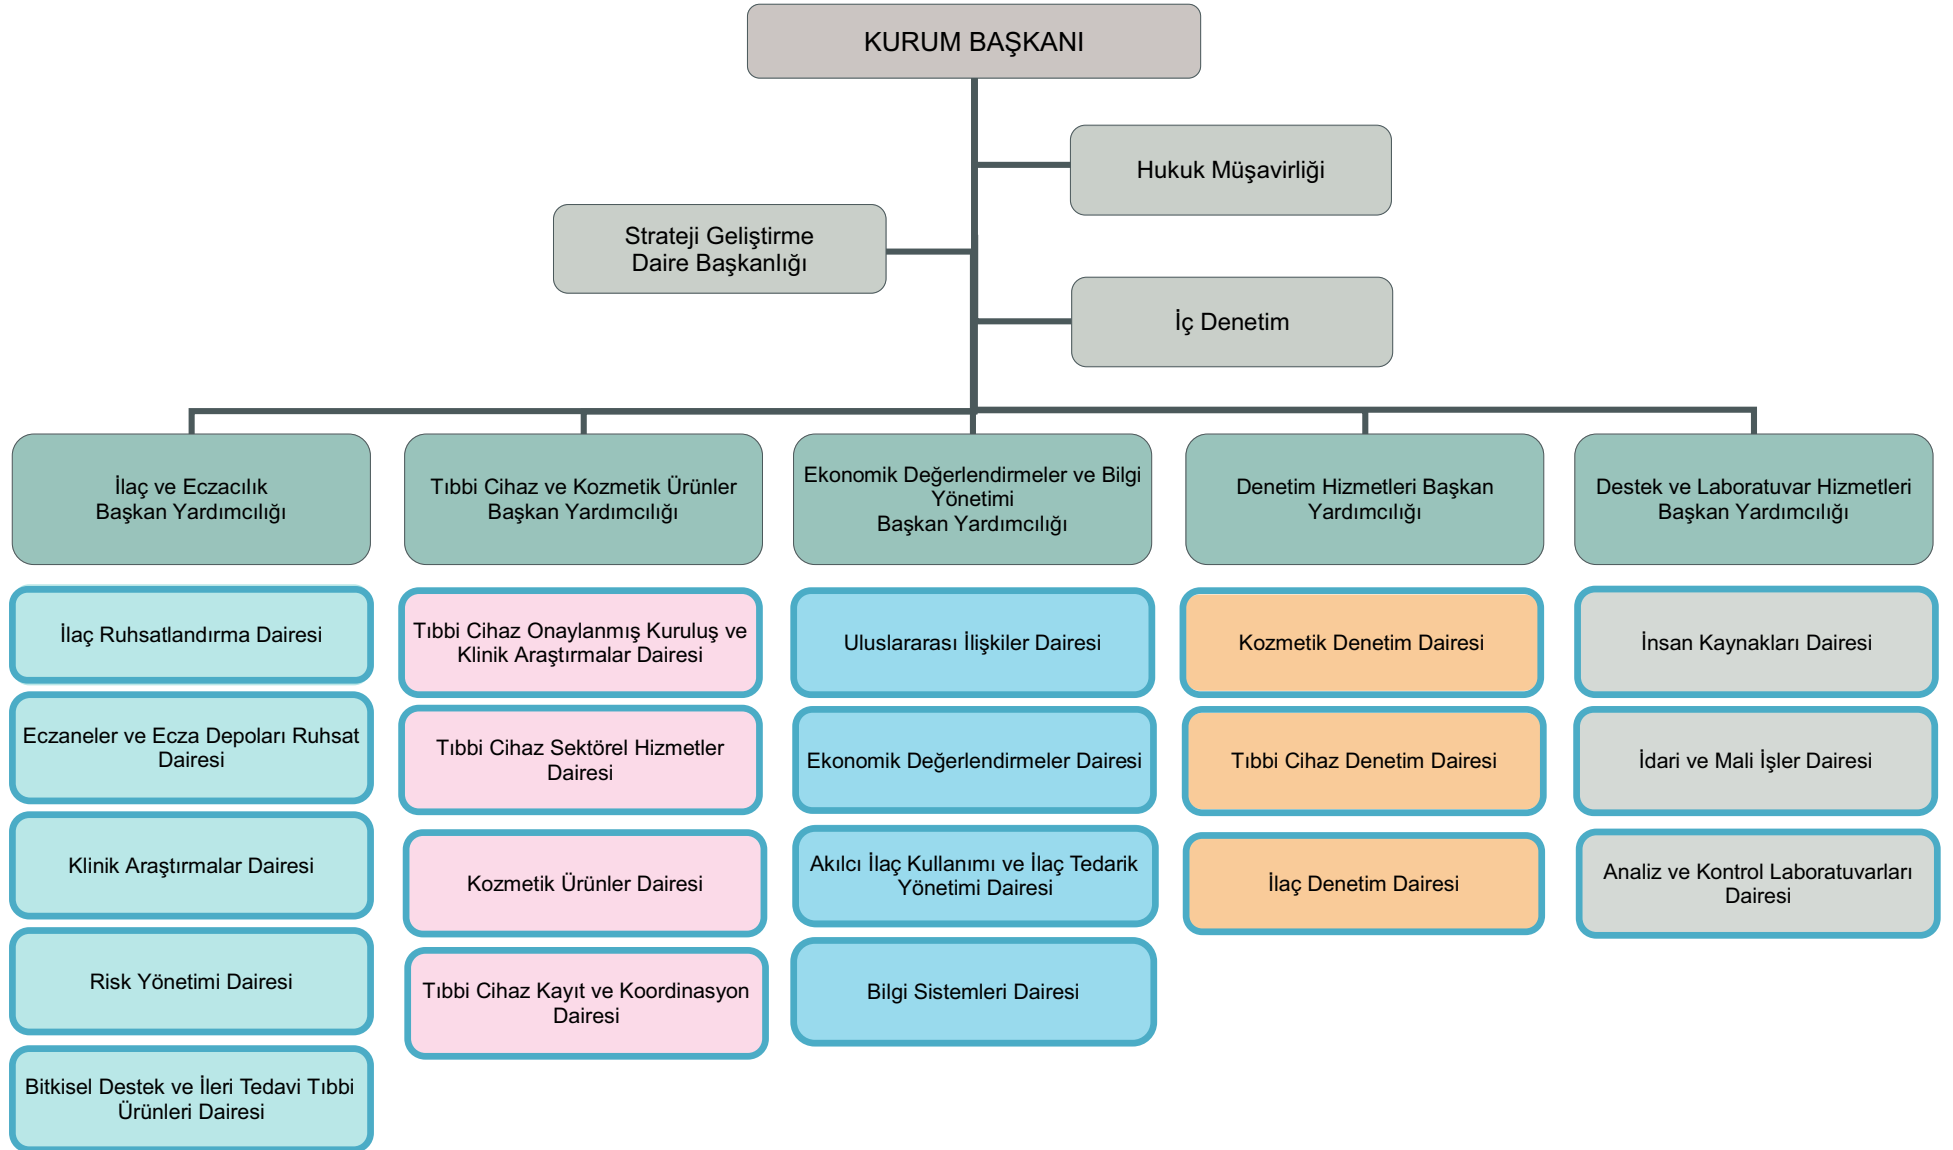 KURUM BAŞKANI
Hukuk Müşavirliği
Strateji Geliştirme
Daire Başkanlığı
İç Denetim
İlaç ve Eczacılık
Başkan Yardımcılığı
Tıbbi Cihaz ve Kozmetik Ürünler
Başkan Yardımcılığı
Ekonomik Değerlendirmeler ve Bilgi
Yönetimi
Başkan Yardımcılığı
Denetim Hizmetleri Başkan
Yardımcılığı
Destek ve Laboratuvar Hizmetleri
Başkan Yardımcılığı
İlaç Ruhsatlandırma Dairesi
Eczaneler ve Ecza Depoları Ruhsat
Dairesi
Klinik Araştırmalar Dairesi
Risk Yönetimi Dairesi
Bitkisel Destek ve İleri Tedavi Tıbbi
Ürünleri Dairesi
Tıbbi Cihaz Onaylanmış Kuruluş ve
Klinik Araştırmalar Dairesi
Tıbbi Cihaz Sektörel Hizmetler
Dairesi
Kozmetik Ürünler Dairesi
Tıbbi Cihaz Kayıt ve Koordinasyon
Dairesi
Uluslararası İlişkiler Dairesi
Ekonomik Değerlendirmeler Dairesi
Akılcı İlaç Kullanımı ve İlaç Tedarik
Yönetimi Dairesi
Bilgi Sistemleri Dairesi
Kozmetik Denetim Dairesi
Tıbbi Cihaz Denetim Dairesi
İlaç Denetim Dairesi
İnsan Kaynakları Dairesi
İdari ve Mali İşler Dairesi
Analiz ve Kontrol Laboratuvarları
Dairesi